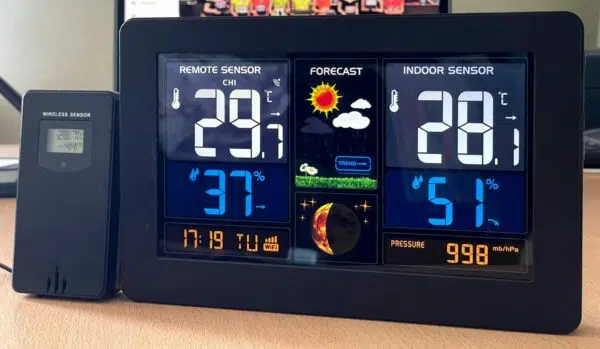 WIRELESS SENSOR
REMOTE SENSOR
CH1
29.7 °C
37 %
17:19 TU
WiFi
FORECAST
TREND→
INDOOR SENSOR
28.1 °C
51 %
PRESSURE 998 mb/hPa